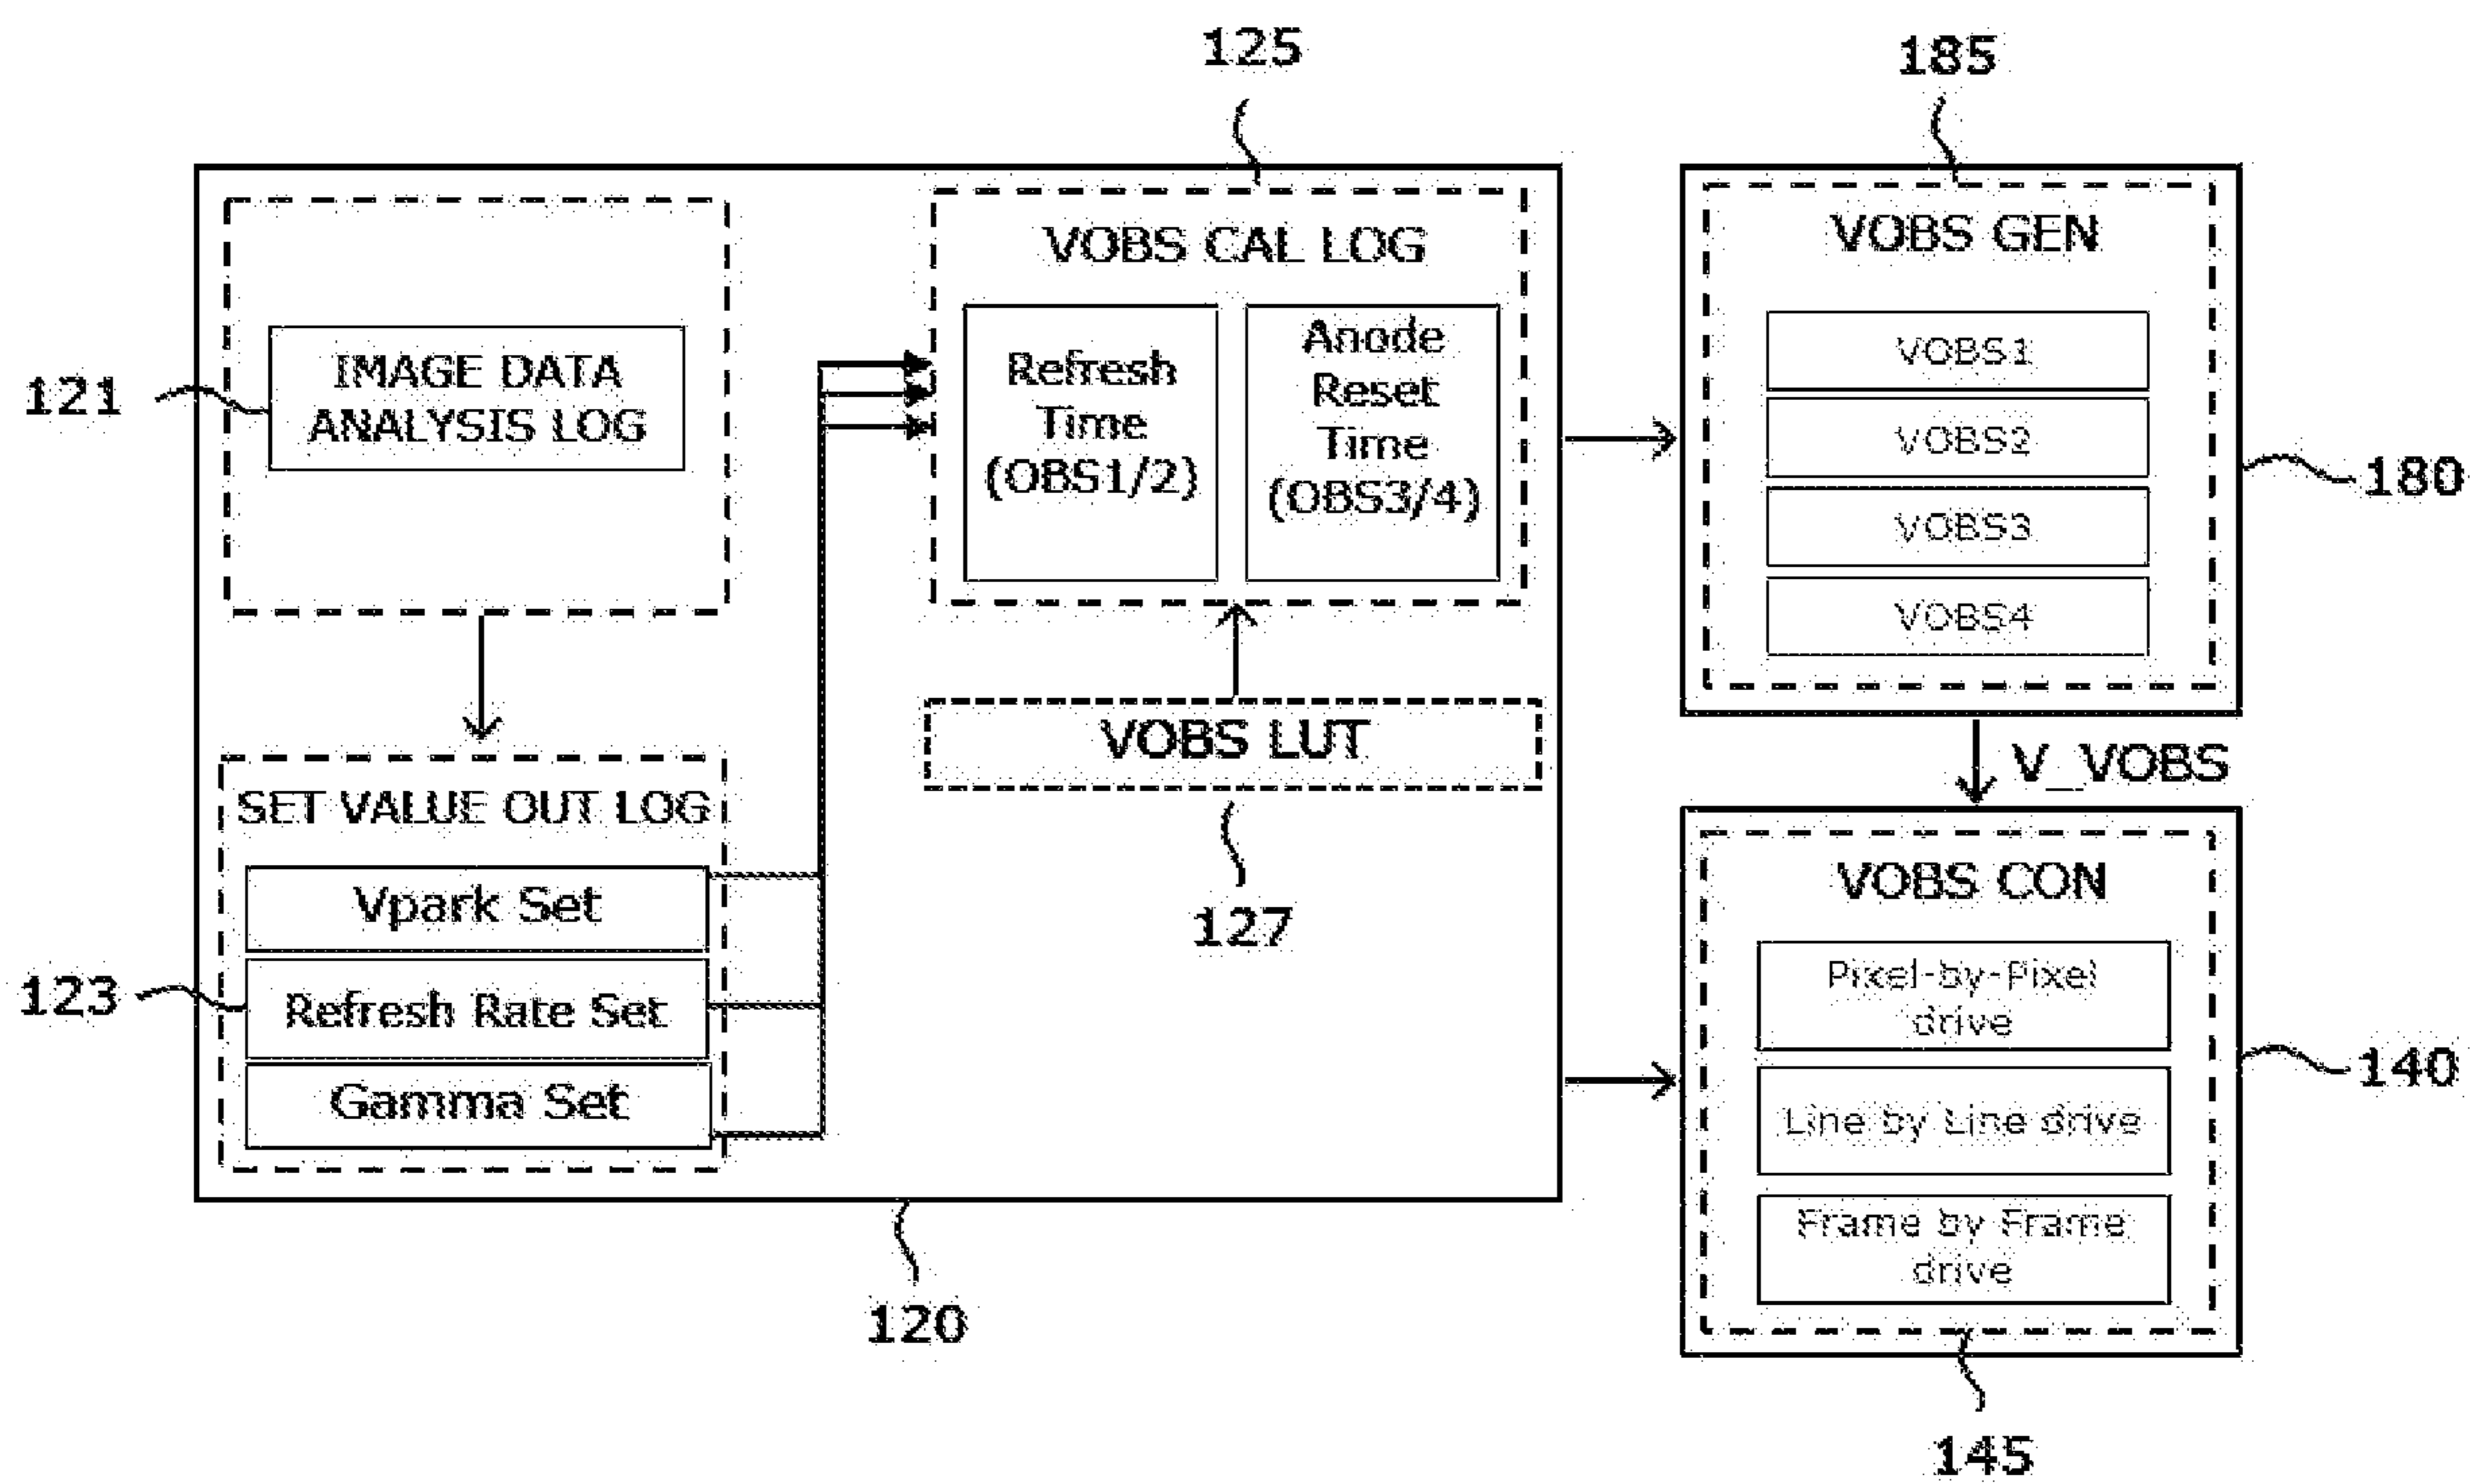 125
185
VOBS CAL LOG
VOBS GEN
IMAGE DATA
ANALYSIS LOG
121
Refresh
Time
(OBS1/2)
Anode
Reset
Time
(OBS3/4)
VOBS1
VOBS2
VOBS3
VOBS4
180
VOBS LUT
127
V_VOBS
SET VALUE OUT LOG
Vpark Set
Refresh Rate Set
Gamma Set
123
VOBS CON
Pixel-by-Pixel
drive
Line by Line drive
Frame by Frame
drive
140
120
145